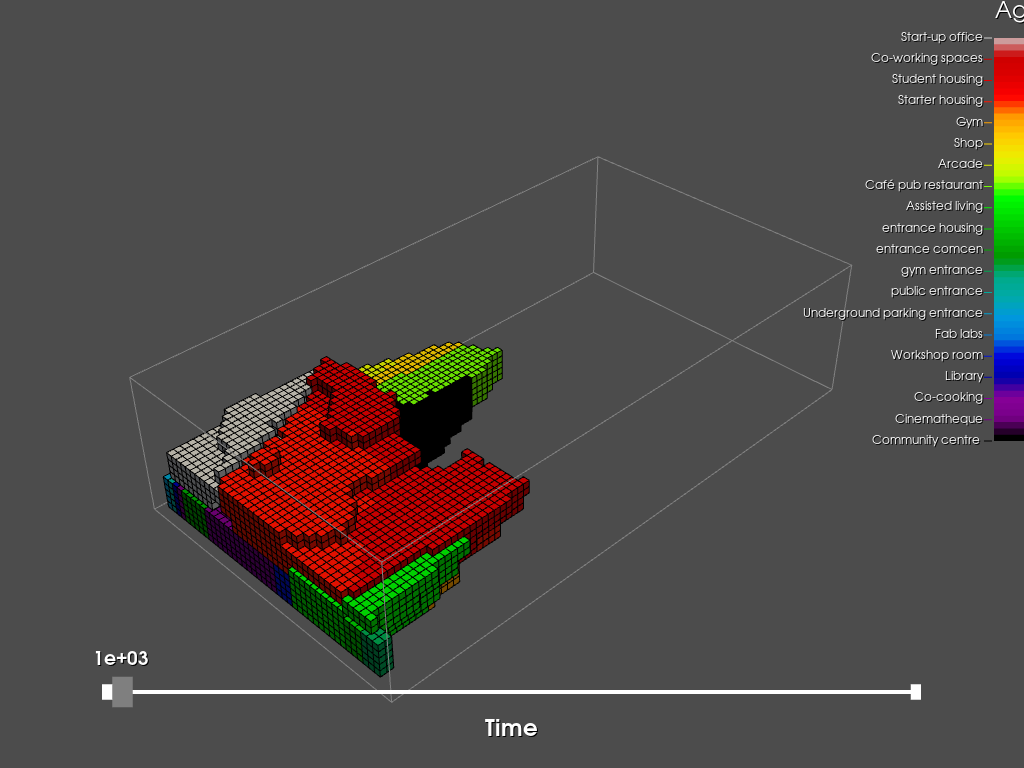 Ag
Start-up office
Co-working spaces
Student housing
Starter housing
Gym
Shop
Arcade
Café pub restaurant
Assisted living
entrance housing
entrance comcen
gym entrance
public entrance
Underground parking entrance
Fab labs
Workshop room
Library
Co-cooking
Cinematheque
Community centre
1e+03
Time